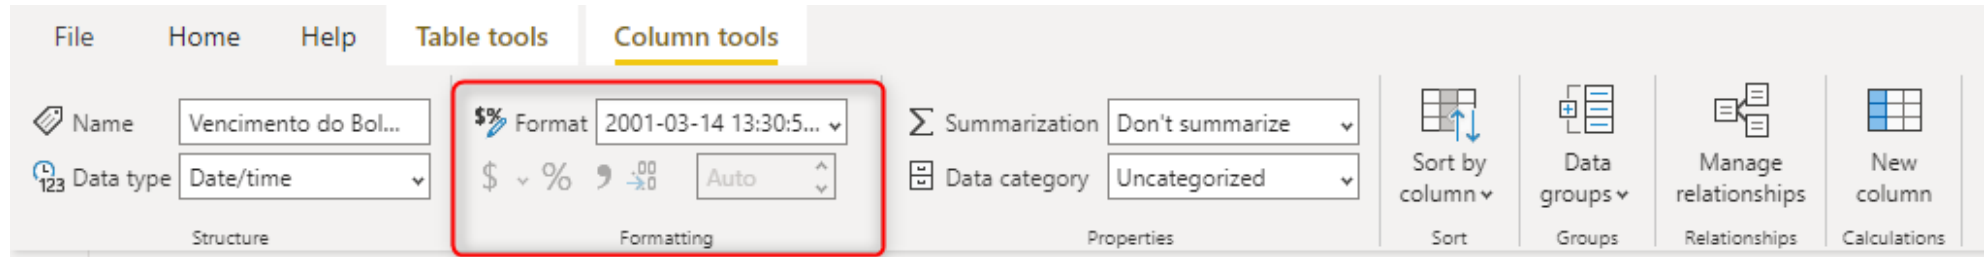 File Home Help Table tools Column tools
Name Vencimento do Bol...
Data type Date/time
Structure
$% Format 2001-03-14 13:30:5...
$ % , .00 →0 Auto
Formatting
Summarization Don't summarize
Data category Uncategorized
Properties
Sort by
column
Sort
Data
groups
Groups
Manage
relationships
Relationships
New
column
Calculations